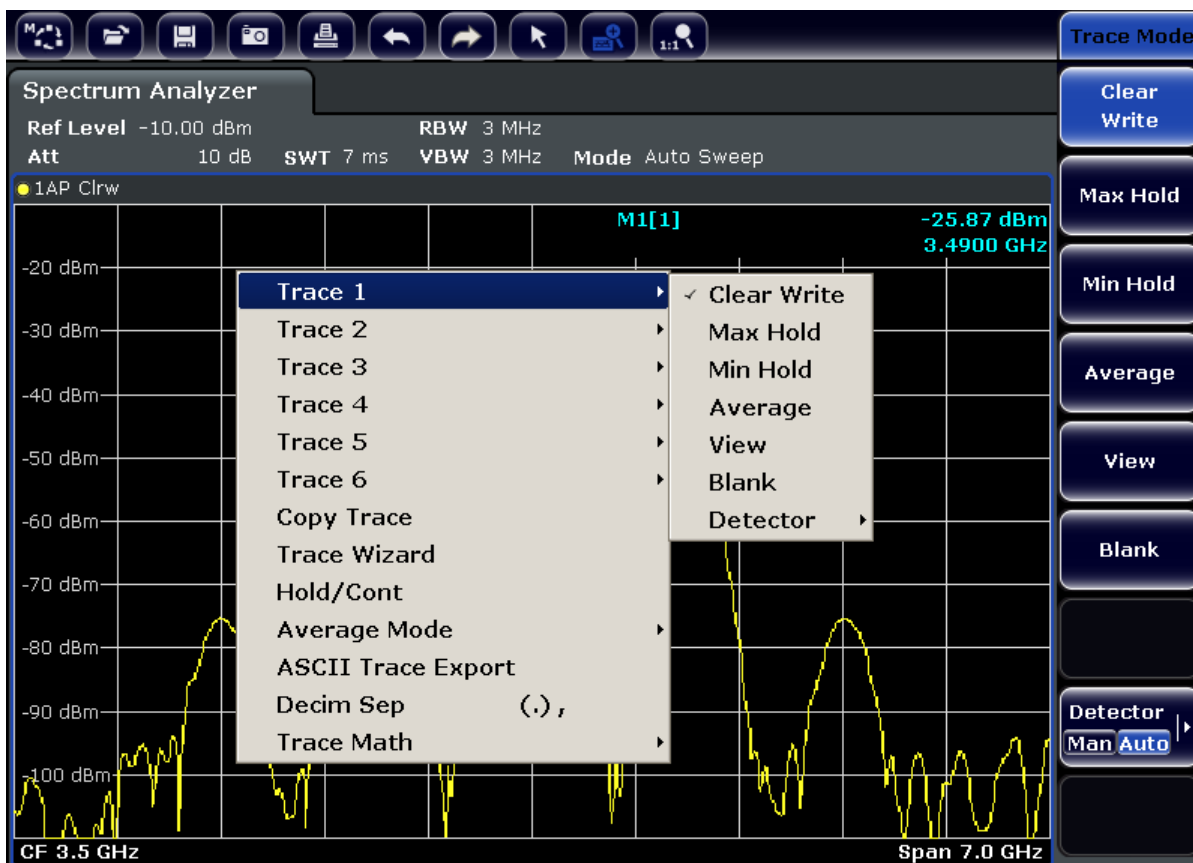 M
1:1
Trace Mode
Spectrum Analyzer
Ref Level -10.00 dBm RBW 3 MHz
Att 10 dB SWT 7 ms VBW 3 MHz Mode Auto Sweep
1AP Clrw
M1[1] -25.87 dBm
3.4900 GHz
-20 dBm
-30 dBm
-40 dBm
-50 dBm
-60 dBm
-70 dBm
-80 dBm
-90 dBm
-100 dBm
Trace 1
Trace 2
Trace 3
Trace 4
Trace 5
Trace 6
Copy Trace
Trace Wizard
Hold/Cont
Average Mode
ASCII Trace Export
Decim Sep (.) ,
Trace Math
Clear Write
Max Hold
Min Hold
Average
View
Blank
Detector
CF 3.5 GHz Span 7.0 GHz
Clear
Write
Max Hold
Min Hold
Average
View
Blank
Detector
Man Auto